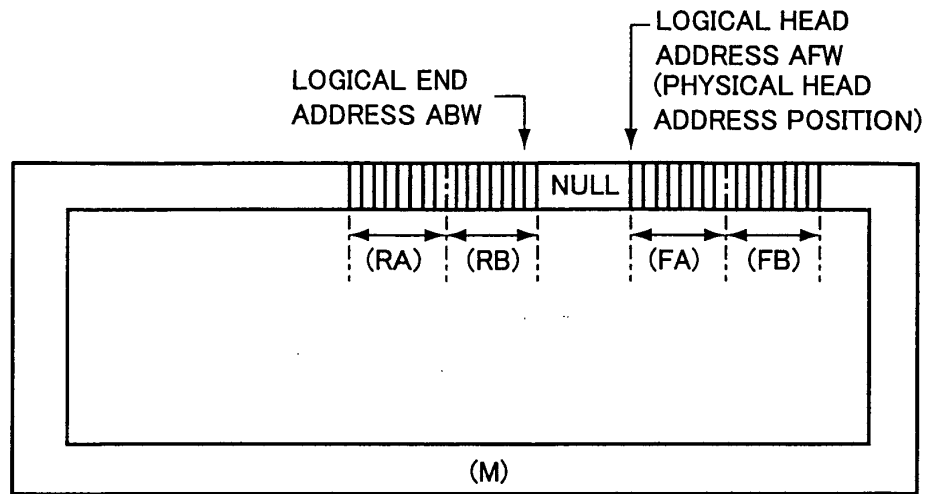 LOGICAL HEAD
ADDRESS AFW
(PHYSICAL HEAD
ADDRESS POSITION)
LOGICAL END
ADDRESS ABW
NULL
(RA)
(RB)
(FA)
(FB)
(M)